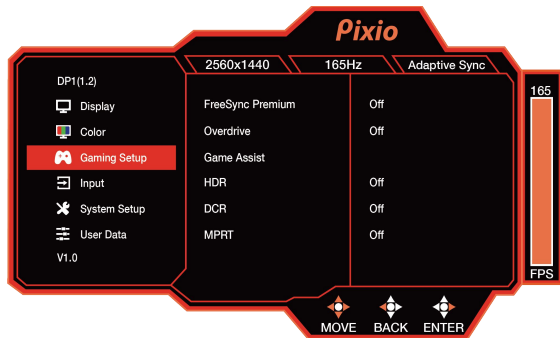 Pixio
2560x1440 165Hz Adaptive Sync
DP1(1.2)
Display
Color
Gaming Setup
Input
System Setup
User Data
V1.0
FreeSync Premium Off
Overdrive Off
Game Assist
HDR Off
DCR Off
MPRT Off
165
FPS
MOVE BACK ENTER